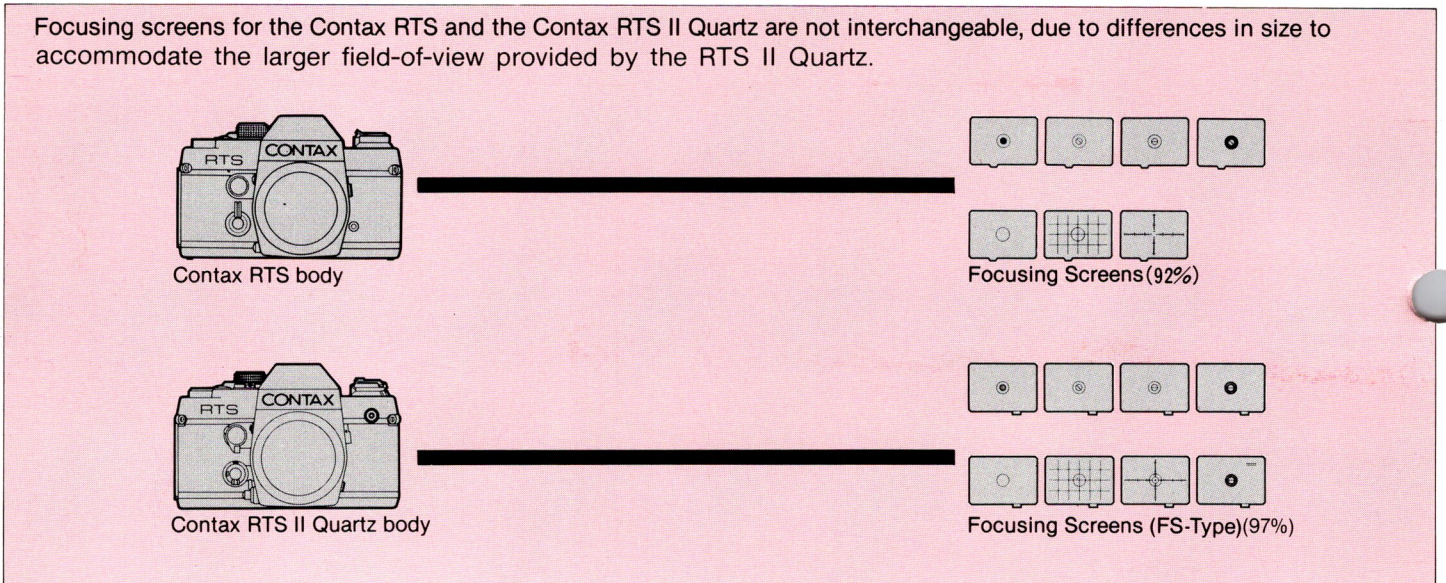 Focusing screens for the Contax RTS and the Contax RTS II Quartz are not interchangeable, due to differences in size to
accommodate the larger field-of-view provided by the RTS II Quartz.
CONTAX
RTS
Contax RTS body
Focusing Screens (92%)
CONTAX
RTS
Contax RTS II Quartz body
Focusing Screens (FS-Type)(97%)